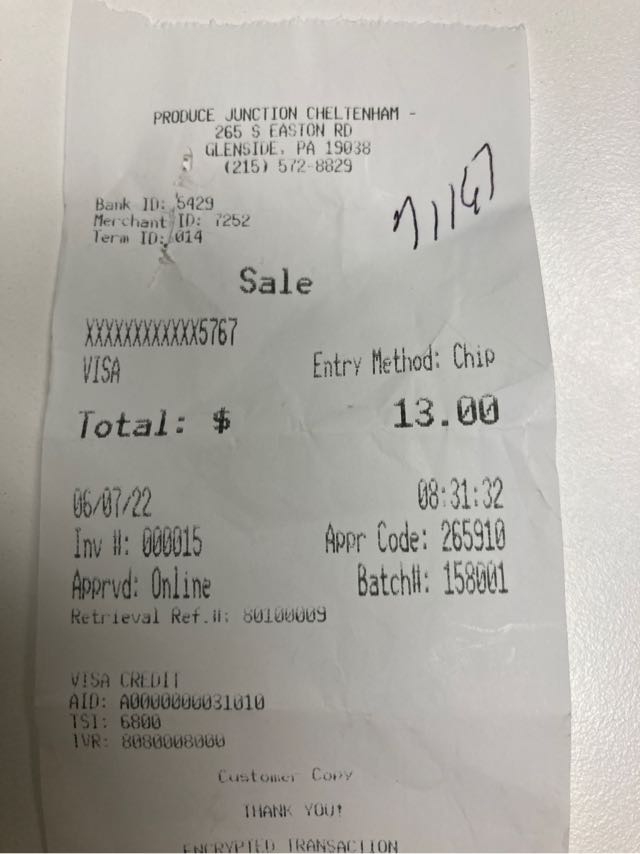 PRODUCE JUNCTION CHELTENHAM -
265 S EASTON RD
GLENSIDE, PA 19038
(215) 572-8829
Bank ID: 5429
Merchant ID: 7252
Term ID: 014
Sale
XXXXXXXXXXXX5767
VISA
Entry Method: Chip
Total: $ 13.00
06/07/22 08:31:32
Inv #: 000015 Appr Code: 265910
Apprvd: Online Batch#: 158001
Retrieval Ref.#: 80100009
VISA CREDIT
AID: A0000000031010
TSI: 6800
TVR: 8080008000
Customer Copy
THANK YOU!
ENCRYPTED TRANSACTION